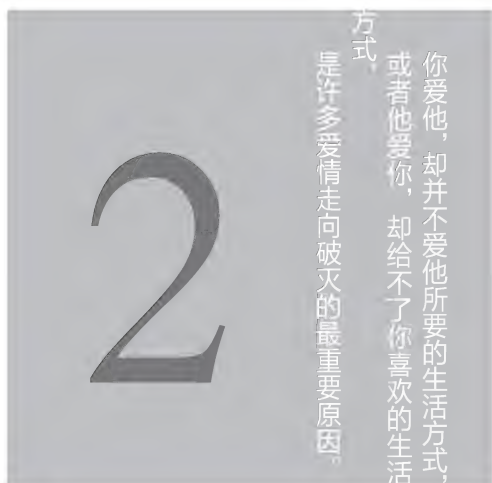 你爱他，却并不爱他所要的生活方式，
或者他爱你，却给不了你喜欢的生活
方式，
是许多爱情走向破灭的最重要原因。
2